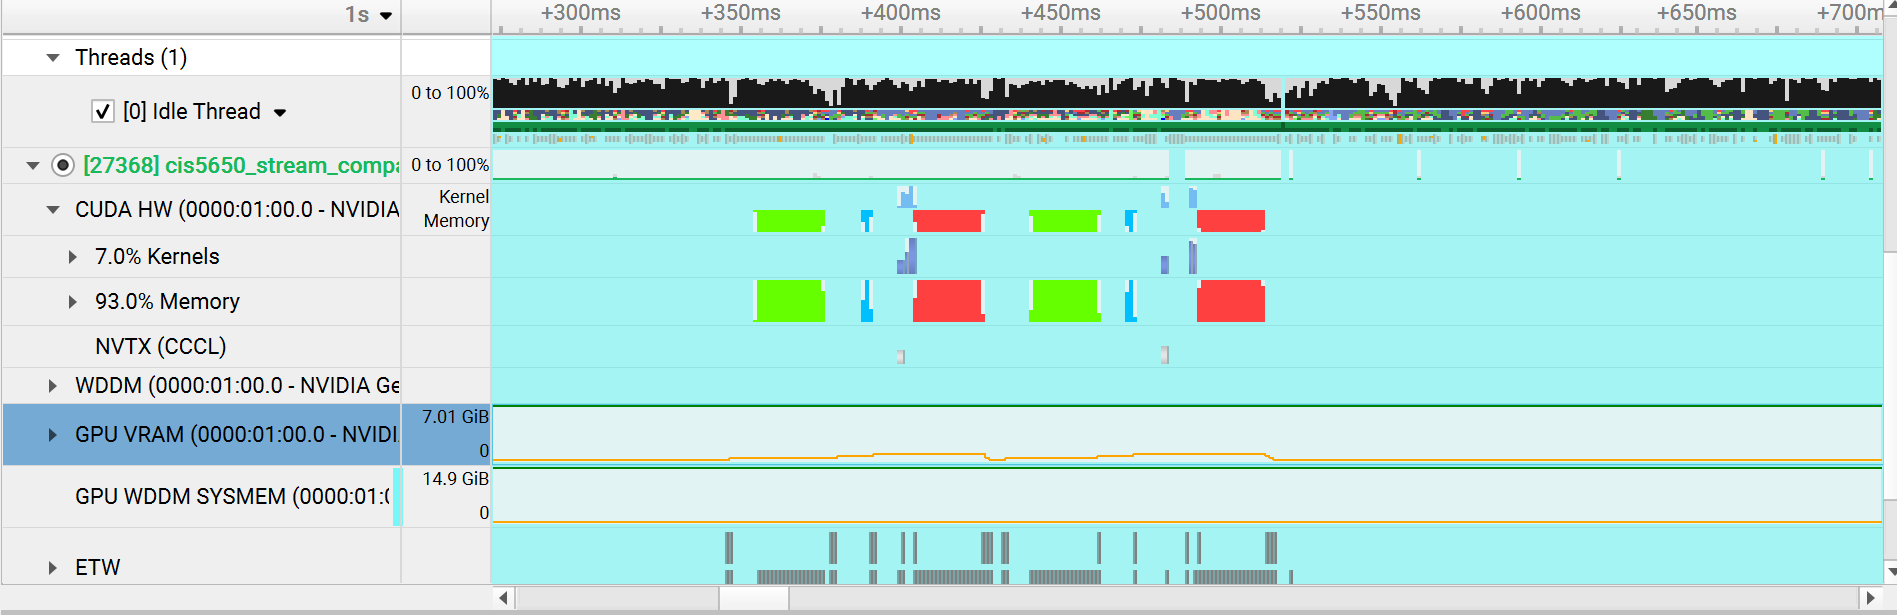 1s +300ms +350ms +400ms +450ms +500ms +550ms +600ms +650ms +700m
Threads (1)
[0] Idle Thread 0 to 100%
[27368] cis5650_stream_compa 0 to 100%
CUDA HW (0000:01:00.0 - NVIDIA Kernel
Memory
7.0% Kernels
93.0% Memory
NVTX (CCCL)
WDDM (0000:01:00.0 - NVIDIA Ge
GPU VRAM (0000:01:00.0 - NVIDI 7.01 GiB
0
GPU WDDM SYSMEM (0000:01:0 14.9 GiB
0
ETW